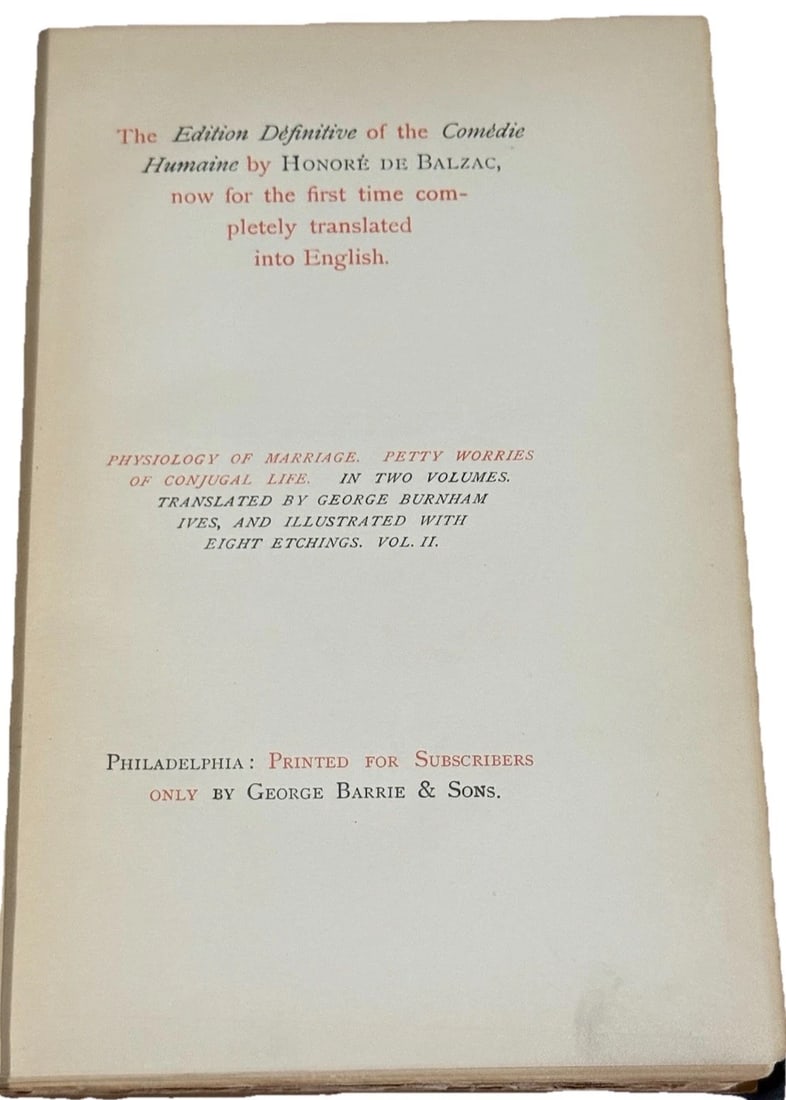 The Edition Définitive of the Comédie
Humaine by HONORÉ DE BALZAC,
now for the first time com-
pletely translated
into English.
PHYSIOLOGY OF MARRIAGE. PETTY WORRIES
OF CONJUGAL LIFE. IN TWO VOLUMES.
TRANSLATED BY GEORGE BURNHAM
IVES, AND ILLUSTRATED WITH
EIGHT ETCHINGS. VOL. II.
PHILADELPHIA: PRINTED FOR SUBSCRIBERS
ONLY BY GEORGE BARRIE & SONS.